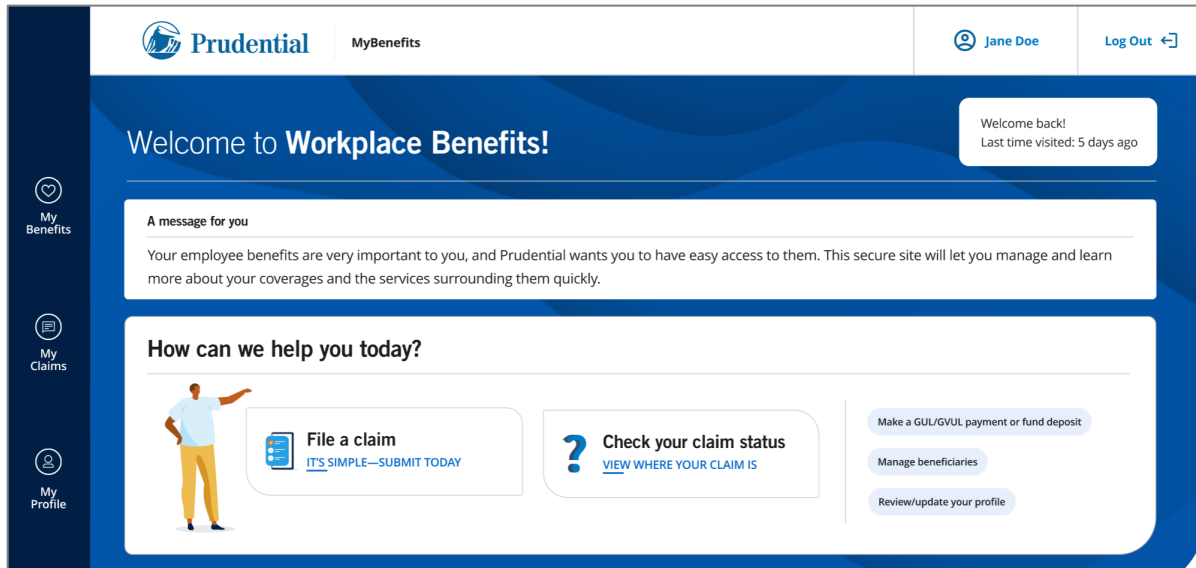 Prudential
MyBenefits
Jane Doe
Log Out
My
Benefits
My
Claims
My
Profile
Welcome to Workplace Benefits!
Welcome back!
Last time visited: 5 days ago
A message for you
Your employee benefits are very important to you, and Prudential wants you to have easy access to them. This secure site will let you manage and learn
more about your coverages and the services surrounding them quickly.
How can we help you today?
File a claim
IT'S SIMPLE—SUBMIT TODAY
Check your claim status
VIEW WHERE YOUR CLAIM IS
Make a GUL/GVUL payment or fund deposit
Manage beneficiaries
Review/update your profile